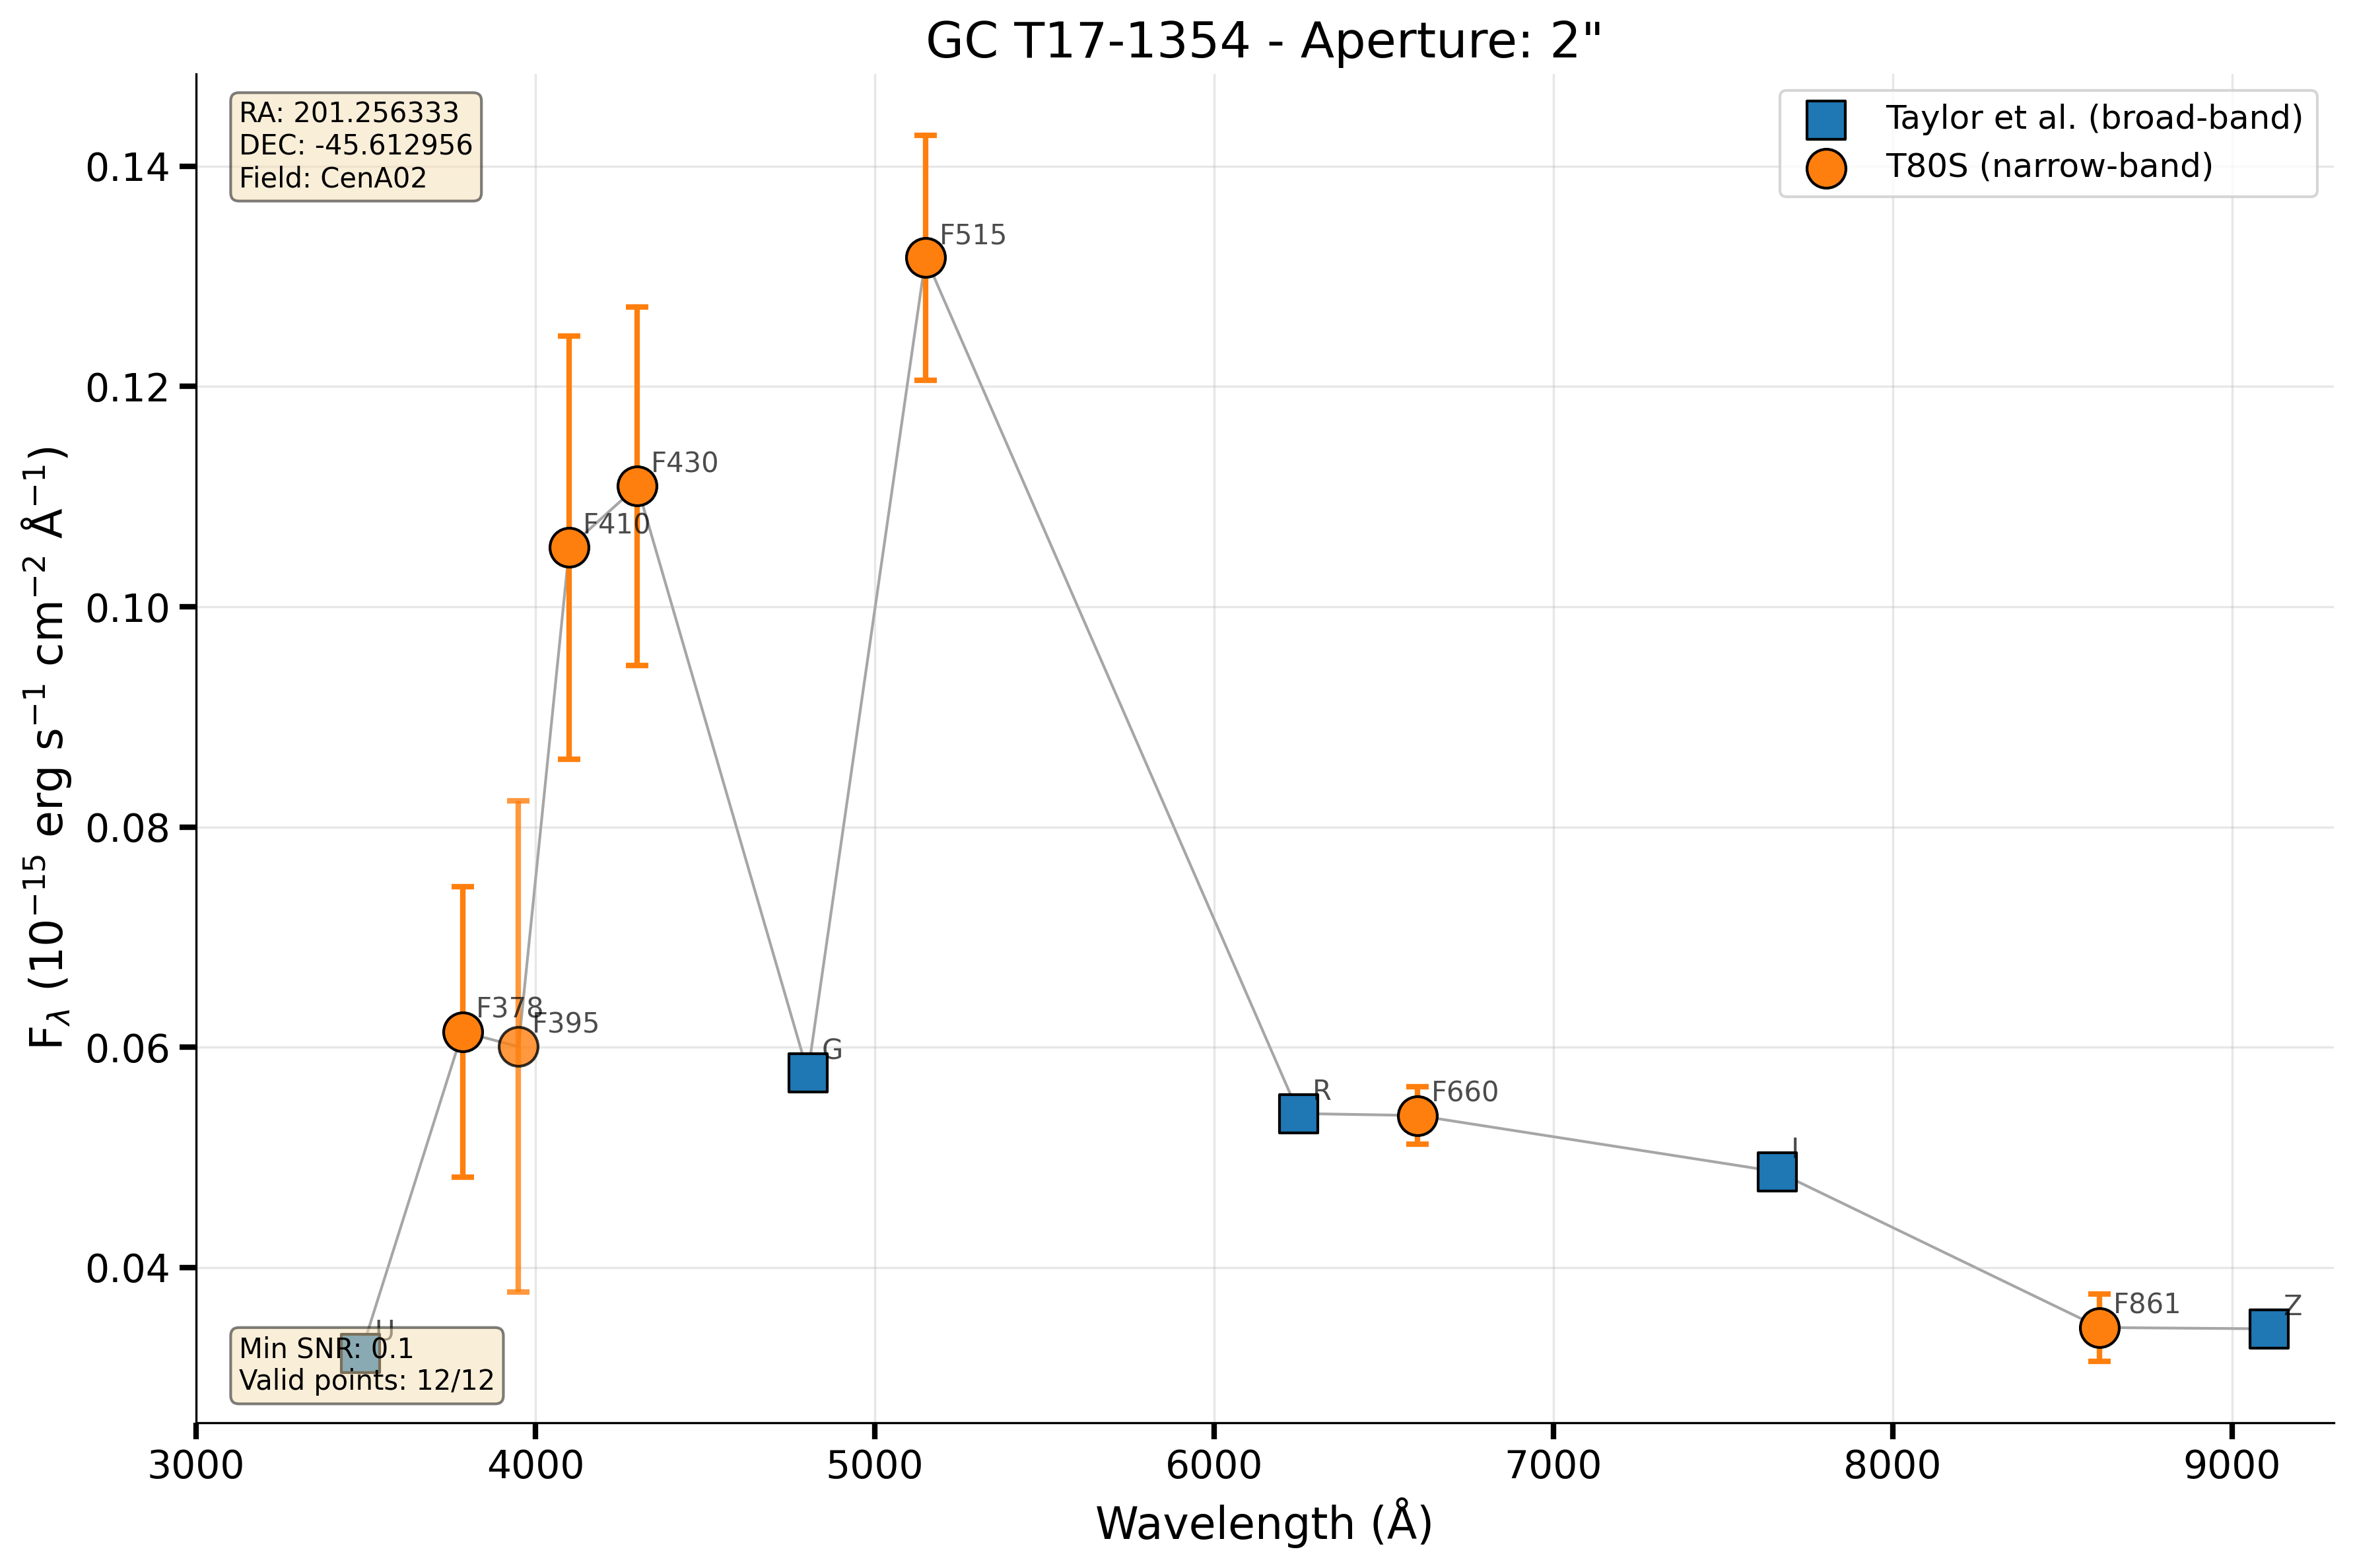 GC T17-1354 - Aperture: 2"
RA: 201.256333
DEC: -45.612956
Field: CenA02
Taylor et al. (broad-band)
T80S (narrow-band)
0.14
0.12
0.10
0.08
0.06
0.04
F515
F430
F410
F378
F395
G
R
F660
I
F861
Z
U
Min SNR: 0.1
Valid points: 12/12
3000 4000 5000 6000 7000 8000 9000
Wavelength (Å)
Fλ (10⁻¹⁵ erg s⁻¹ cm⁻² Å⁻¹)